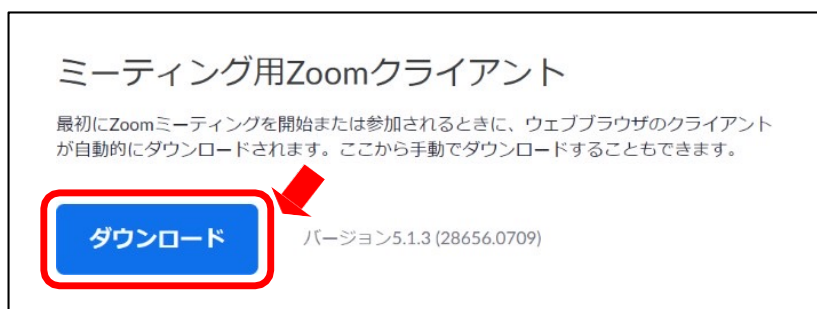 ミーティング用Zoomクライアント
最初にZoomミーティングを開始または参加されるときに、ウェブブラウザのクライアント
が自動的にダウンロードされます。ここから手動でダウンロードすることもできます。
ダウンロード
バージョン5.1.3 (28656.0709)